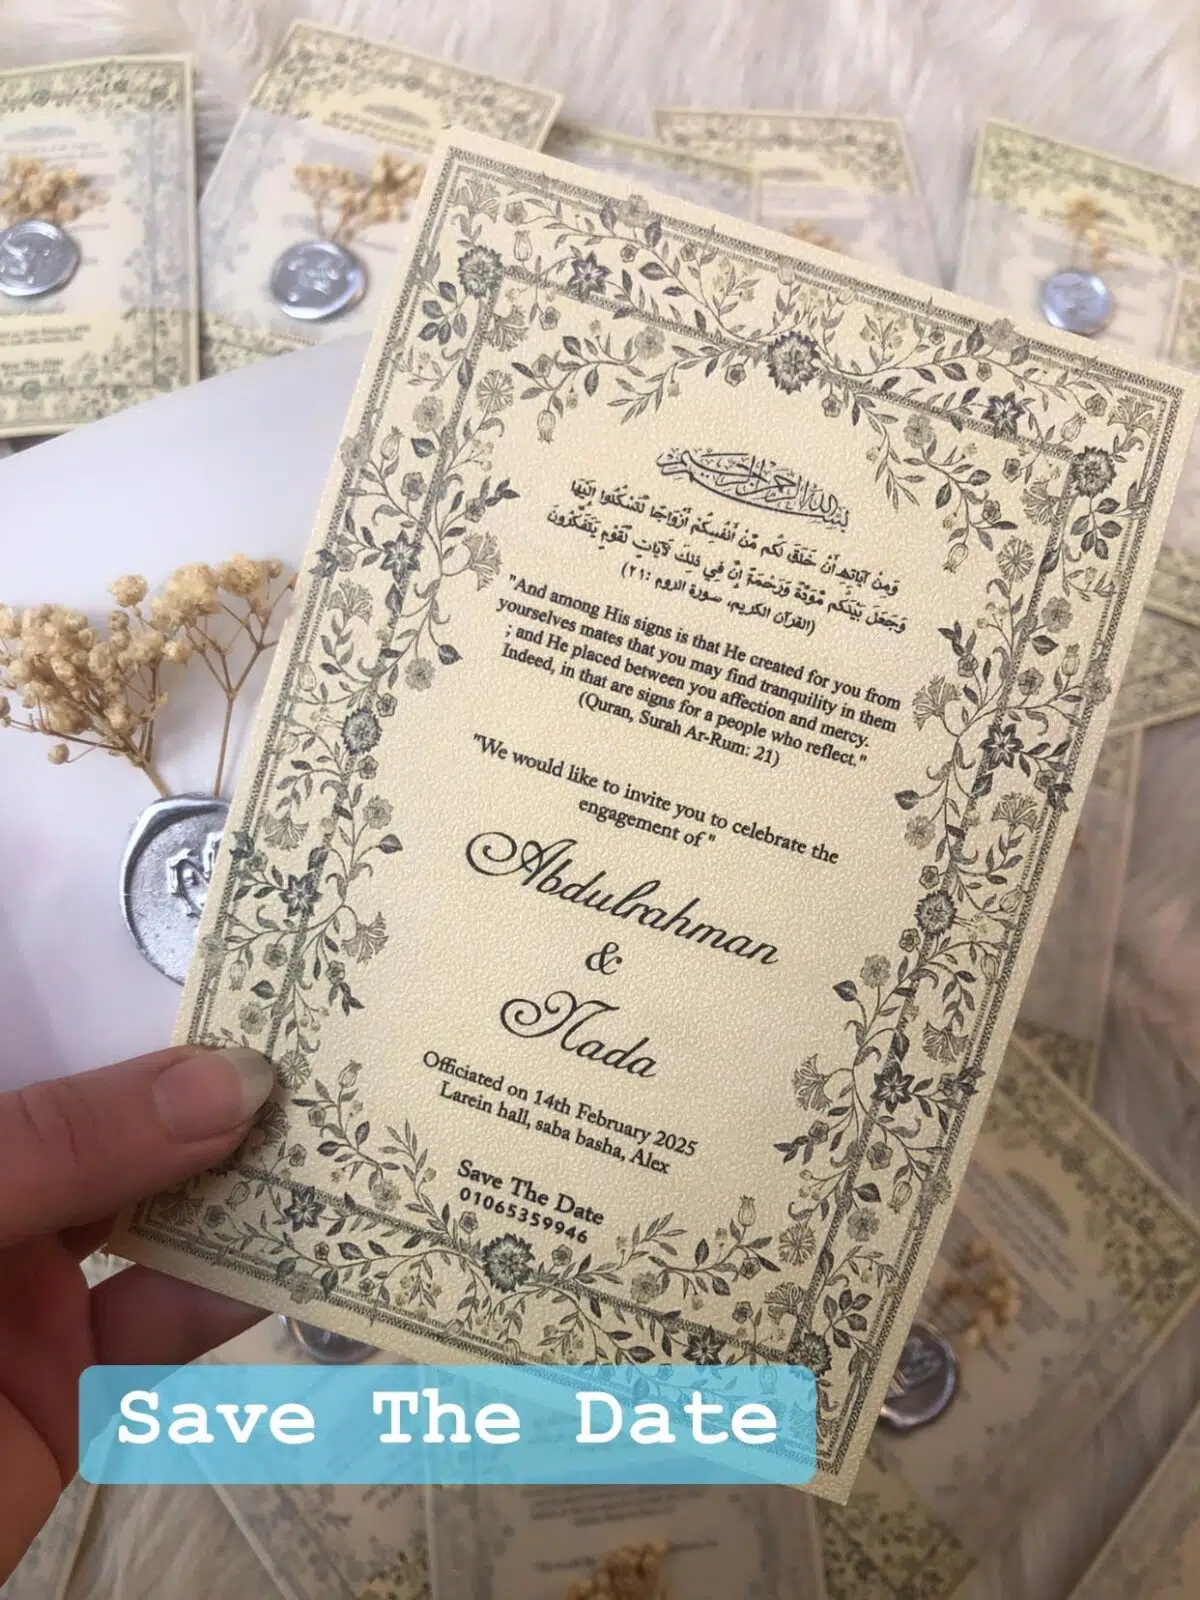 بسم الله الرحمن الرحيم
وَمِنْ آيَاتِهِ أَنْ خَلَقَ لَكُم مِّنْ أَنفُسِكُمْ أَزْوَاجًا لِّتَسْكُنُوا إِلَيْهَا
وَجَعَلَ بَيْنَكُم مَّوَدَّةً وَرَحْمَةً إِنَّ فِي ذَلِكَ لَآيَاتٍ لِّقَوْمٍ يَتَفَكَّرُونَ
(القرآن الكريم، سورة الروم :٢١)
"And among His signs is that He created for you from
yourselves mates that you may find tranquility in them
; and He placed between you affection and mercy.
Indeed, in that are signs for a people who reflect."
(Quran, Surah Ar-Rum: 21)
"We would like to invite you to celebrate the
engagement of "
Abdulrahman
&
Nada
Officiated on 14th February 2025
Larein hall, saba basha, Alex
Save The Date
01065359946
Save The Date